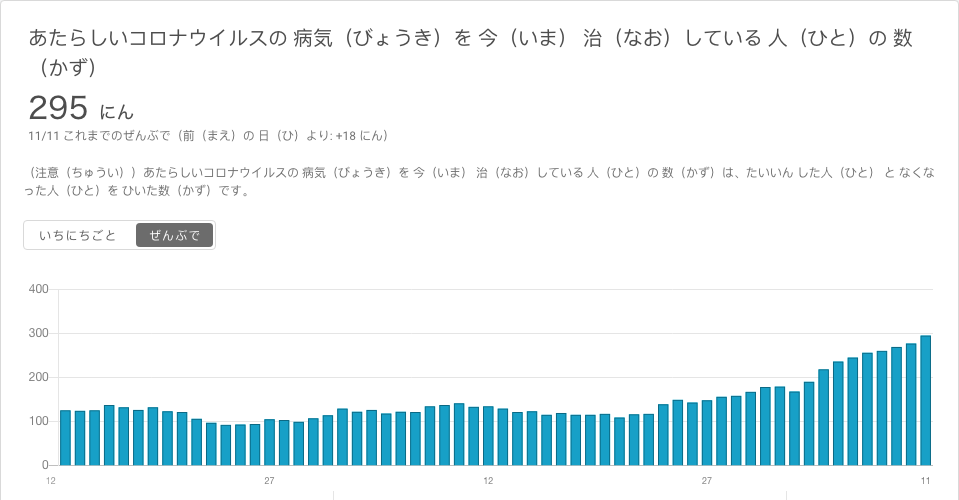 あたらしいコロナウイルスの 病気（びょうき）を 今（いま） 治（なお）している 人（ひと）の 数
（かず）
295 にん
11/11 これまでのぜんぶで（前（まえ）の 日（ひ）より: +18 にん）
（注意（ちゅうい））あたらしいコロナウイルスの 病気（びょうき）を 今（いま） 治（なお）している 人（ひと）の 数（かず）は、たいいん した人（ひと） と なくな
った人（ひと）を ひいた数（かず）です。
いちにちごと ぜんぶで
400
300
200
100
0
12 27 12 27 11